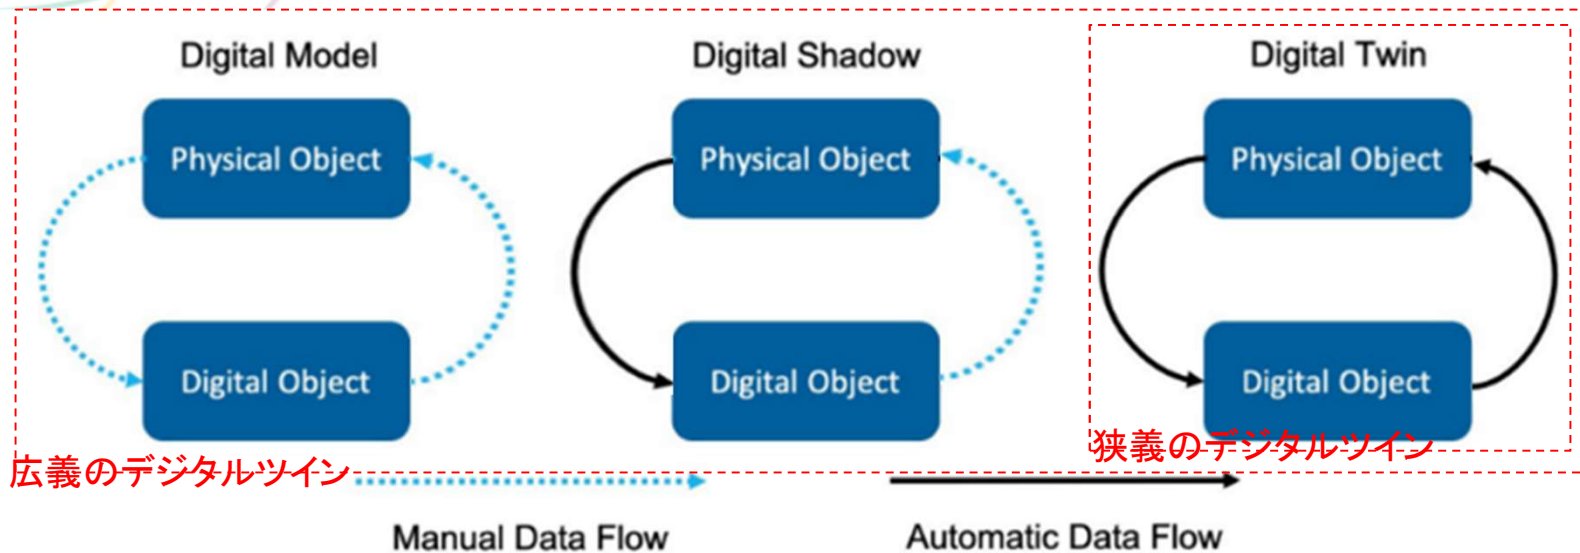 Digital Model
Digital Shadow
Digital Twin
Physical Object
Physical Object
Physical Object
Digital Object
Digital Object
Digital Object
広義のデジタルツイン
狭義のデジタルツイン
Manual Data Flow
Automatic Data Flow